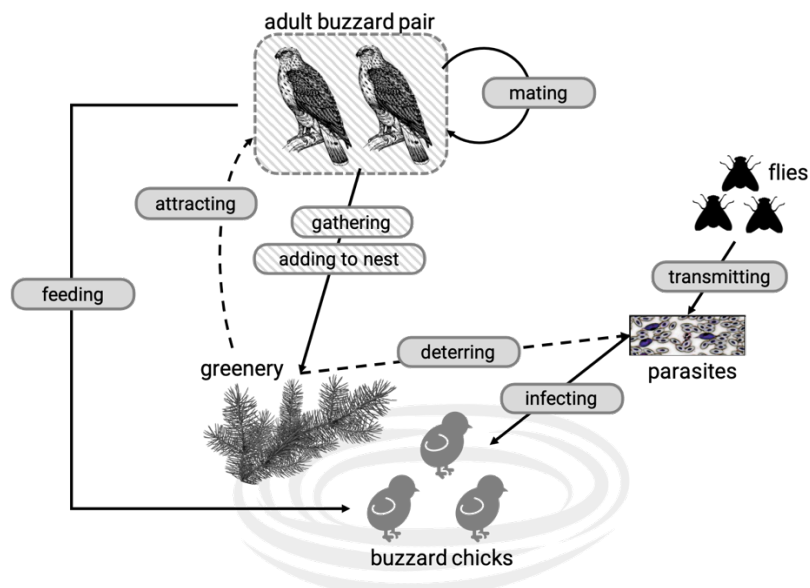 adult buzzard pair
mating
flies
attracting
gathering
adding to nest
transmitting
feeding
greenery
deterring
parasites
infecting
buzzard chicks